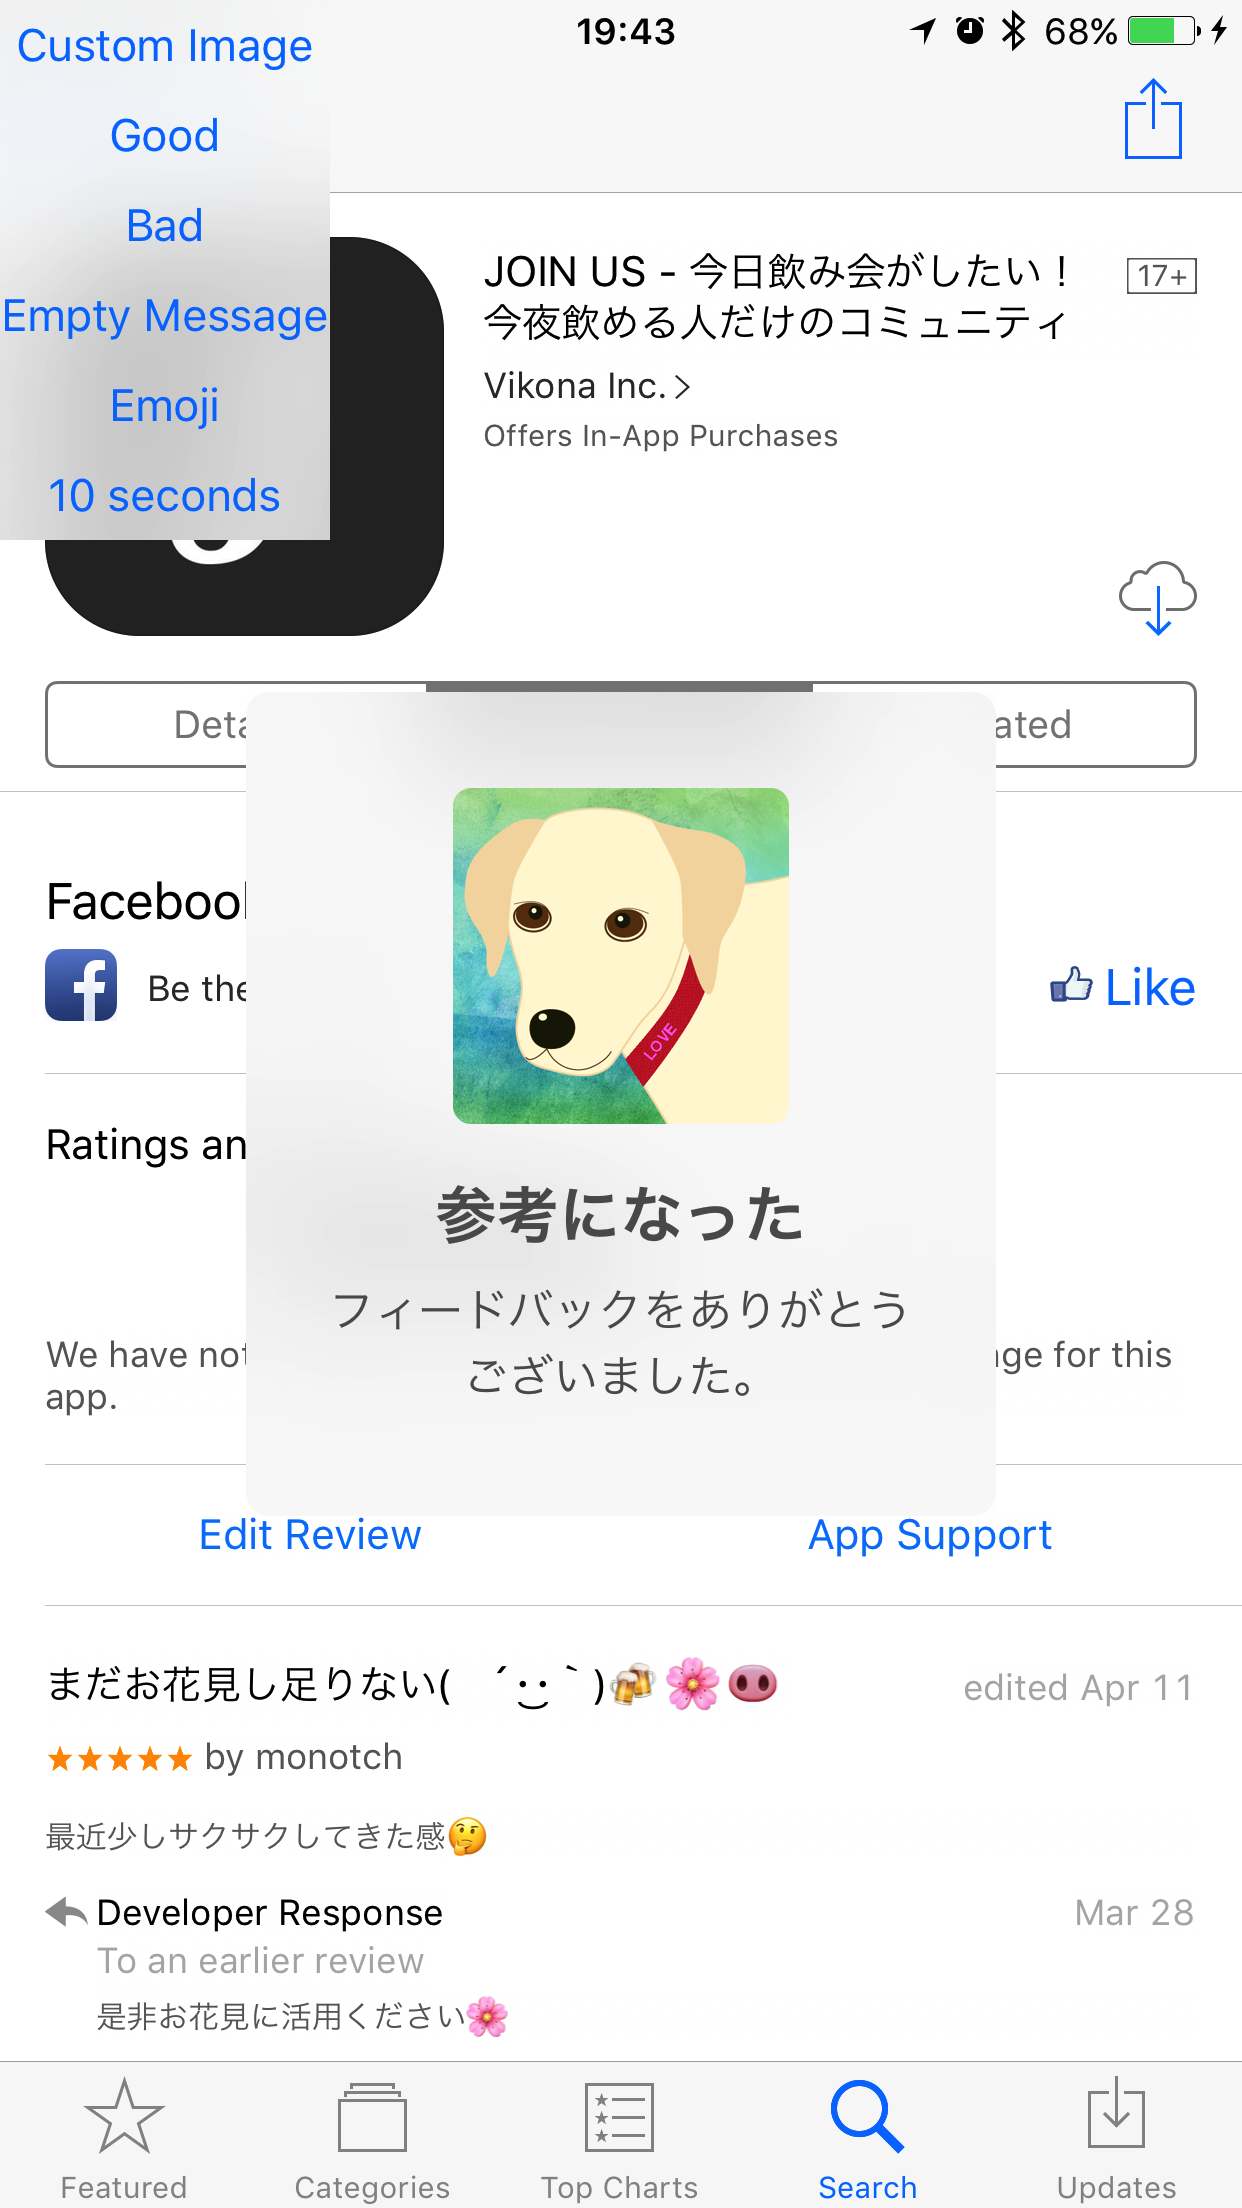 19:43
68%
Custom Image
Good
Bad
Empty Message
Emoji
10 seconds
JOIN US - 今日飲み会がしたい！
今夜飲める人だけのコミュニティ
17+
Vikona Inc.
Offers In-App Purchases
Be the
Like
LOVE
参考になった
フィードバックをありがとう
ございました。
Ratings
We have
for this
app.
Edit Review
App Support
まだお花見し足りない( ´·͜·｀)🍻🌸🐽
edited Apr 11
★★★★★ by monotch
最近少しサクサクしてきた感🤔
Developer Response
Mar 28
To an earlier review
是非お花見に活用ください🌸
Featured
Categories
Top Charts
Search
Updates